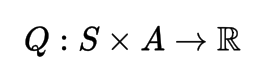 Q : S × A → ℝ